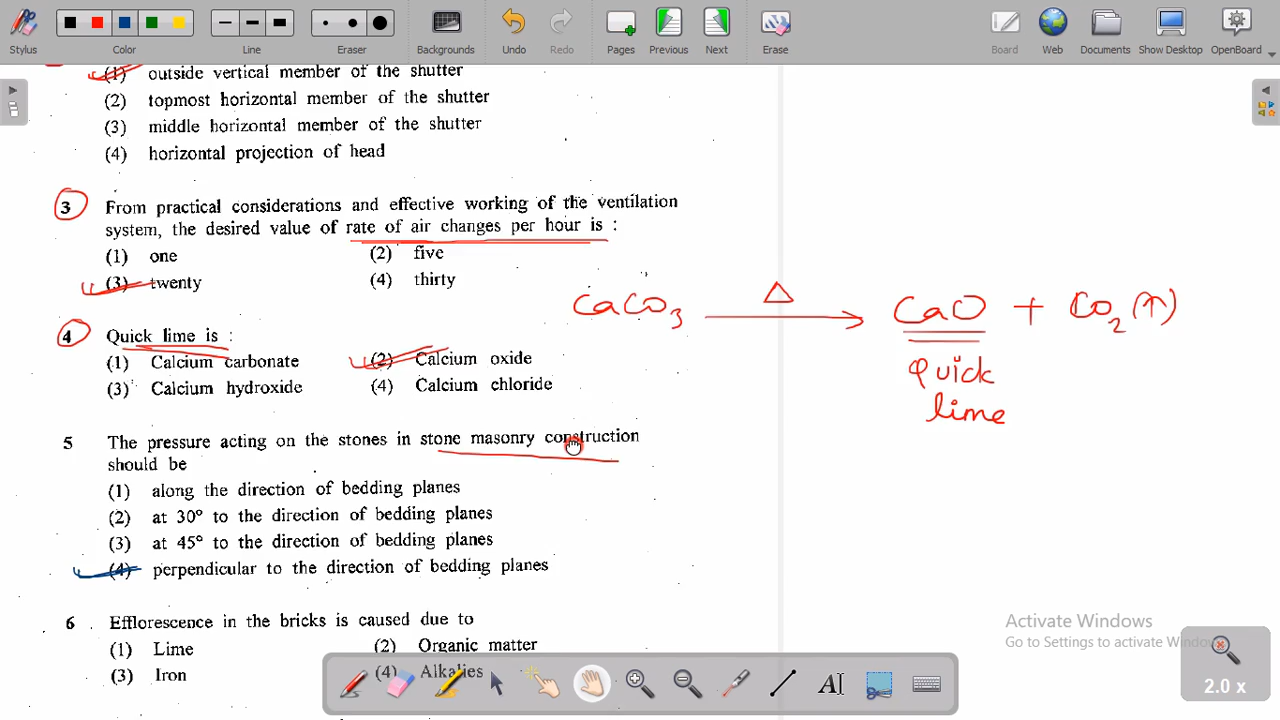 Stylus
Color
Line
Eraser
Backgrounds
Undo
Redo
Pages
Previous
Next
Erase
Board
Web
Documents
Show Desktop
OpenBoard
(1) outside vertical member of the shutter
(2) topmost horizontal member of the shutter
(3) middle horizontal member of the shutter
(4) horizontal projection of head
3 From practical considerations and effective working of the ventilation
system, the desired value of rate of air changes per hour is :
(1) one (2) five
(3) twenty (4) thirty
CaCO3 △ CaO + CO2(↑)
Quick
lime
4 Quick lime is :
(1) Calcium carbonate (2) Calcium oxide
(3) Calcium hydroxide (4) Calcium chloride
5 The pressure acting on the stones in stone masonry construction
should be
(1) along the direction of bedding planes
(2) at 30° to the direction of bedding planes
(3) at 45° to the direction of bedding planes
(4) perpendicular to the direction of bedding planes
6 Efflorescence in the bricks is caused due to
(1) Lime (2) Organic matter
(3) Iron (4) Alkalies
Activate Windows
Go to Settings to activate Windows
2.0 x